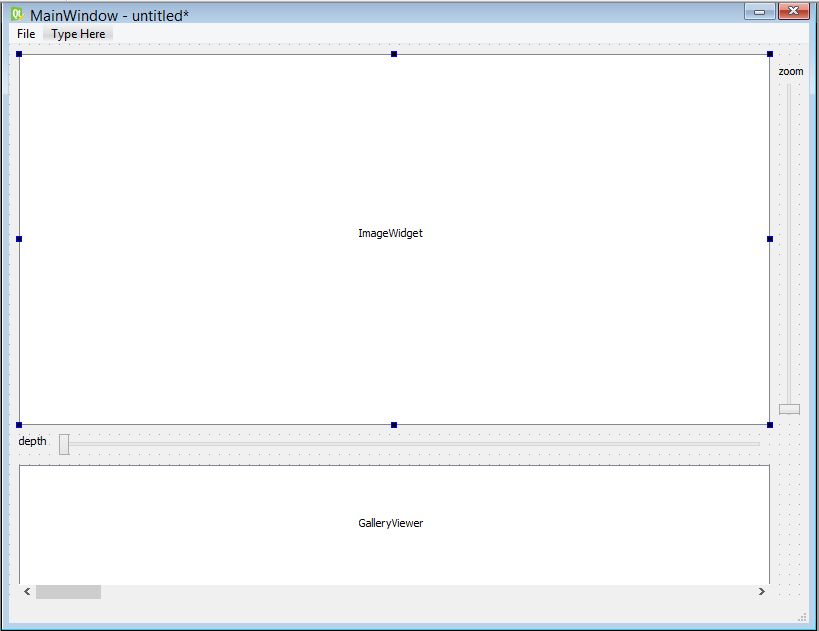 MainWindow - untitled*
File Type Here
zoom
ImageWidget
depth
GalleryViewer